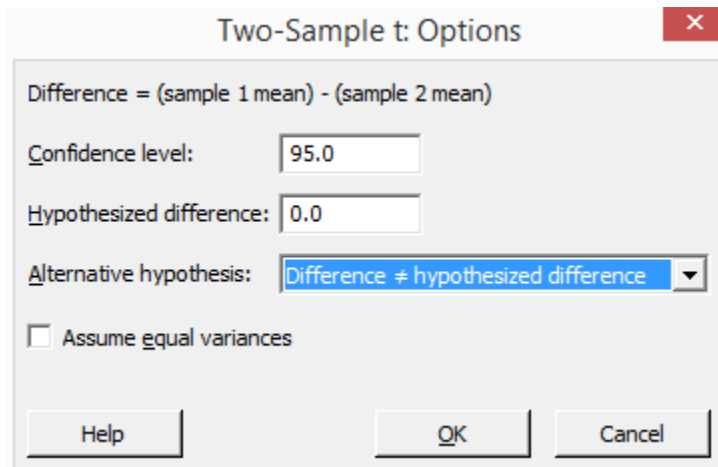 Two-Sample t: Options
Difference = (sample 1 mean) - (sample 2 mean)
Confidence level: 95.0
Hypothesized difference: 0.0
Alternative hypothesis: Difference ≠ hypothesized difference
Assume equal variances
Help OK Cancel